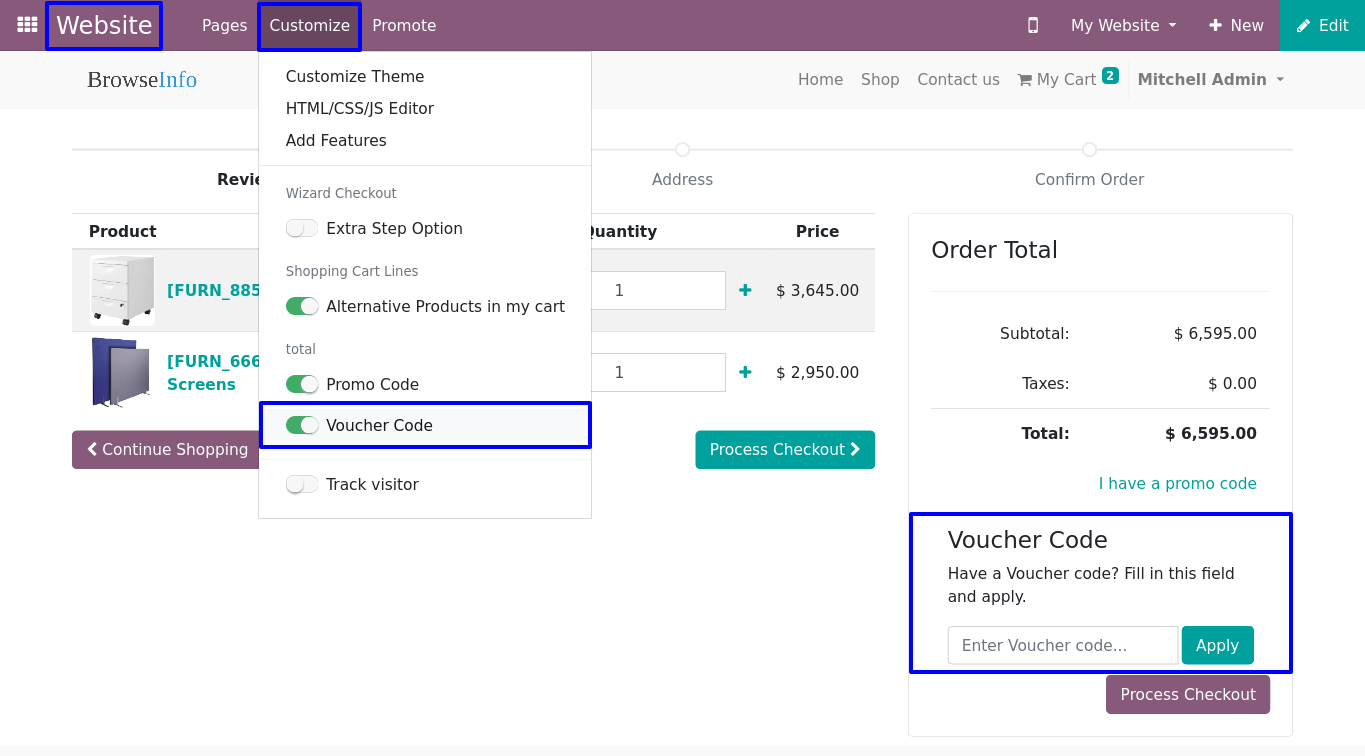 Website Pages Customize Promote My Website New Edit
BrowseInfo Home Shop Contact us My Cart 2 Mitchell Admin
Customize Theme
HTML/CSS/JS Editor
Add Features
Wizard Checkout
Extra Step Option
Shopping Cart Lines
Alternative Products in my cart
total
Promo Code
Voucher Code
Track visitor
Address Confirm Order
Product Price
[FURN_885 1 $ 3,645.00
[FURN_666 1 $ 2,950.00
Screens
Continue Shopping Process Checkout
Order Total
Subtotal: $ 6,595.00
Taxes: $ 0.00
Total: $ 6,595.00
I have a promo code
Voucher Code
Have a Voucher code? Fill in this field
and apply.
Enter Voucher code... Apply
Process Checkout